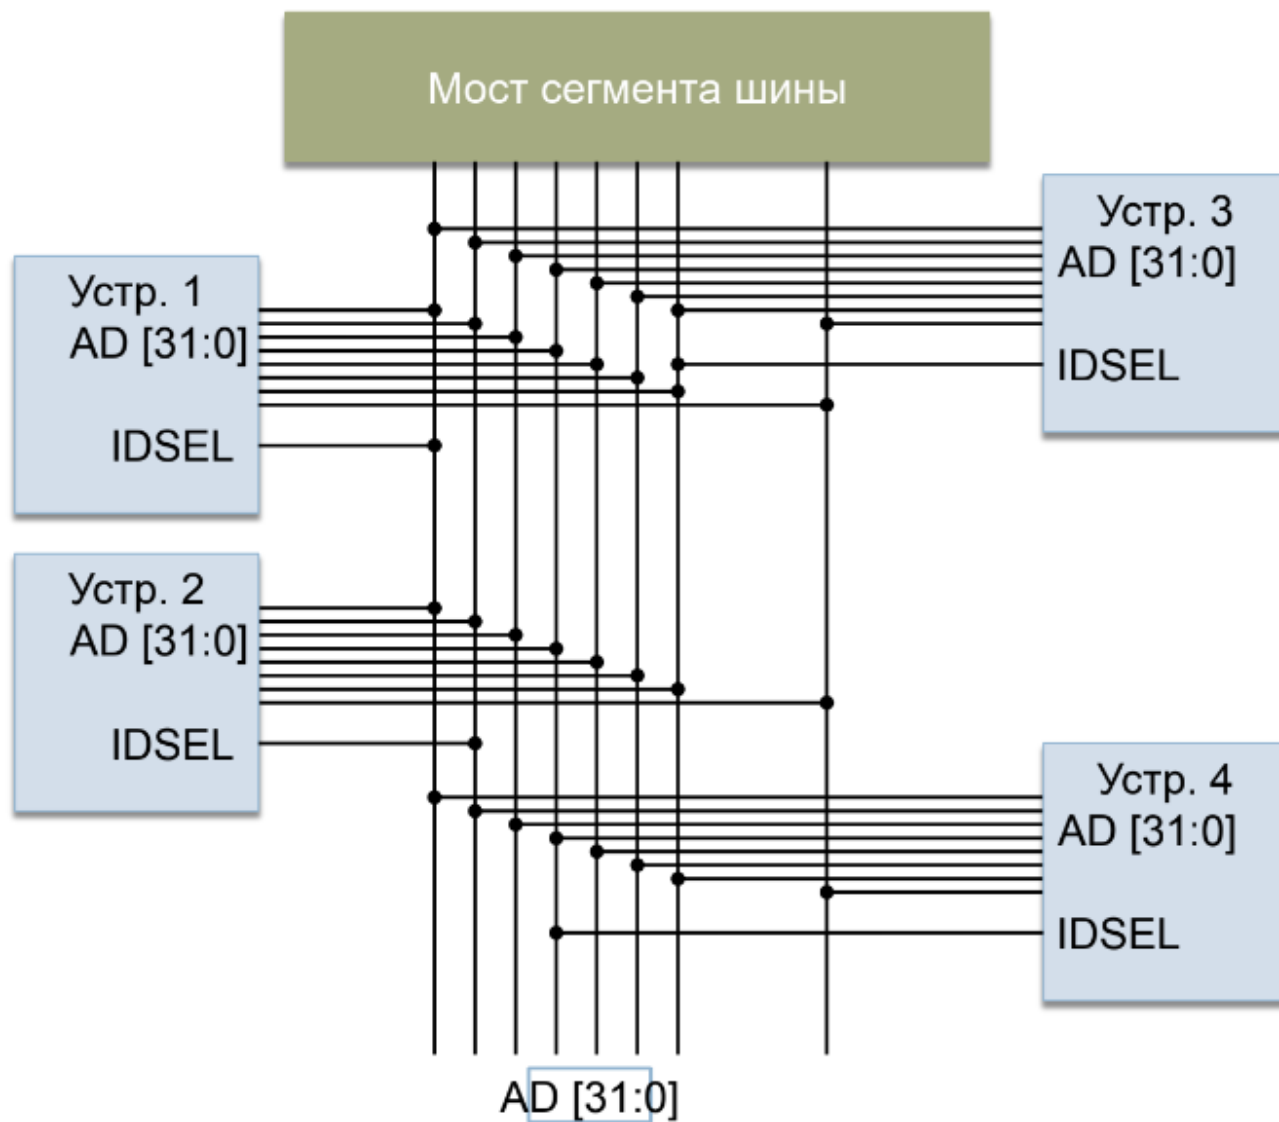 Мост сегмента шины
Устр. 1
AD [31:0]
IDSEL
Устр. 2
AD [31:0]
IDSEL
Устр. 3
AD [31:0]
IDSEL
Устр. 4
AD [31:0]
IDSEL
AD [31:0]